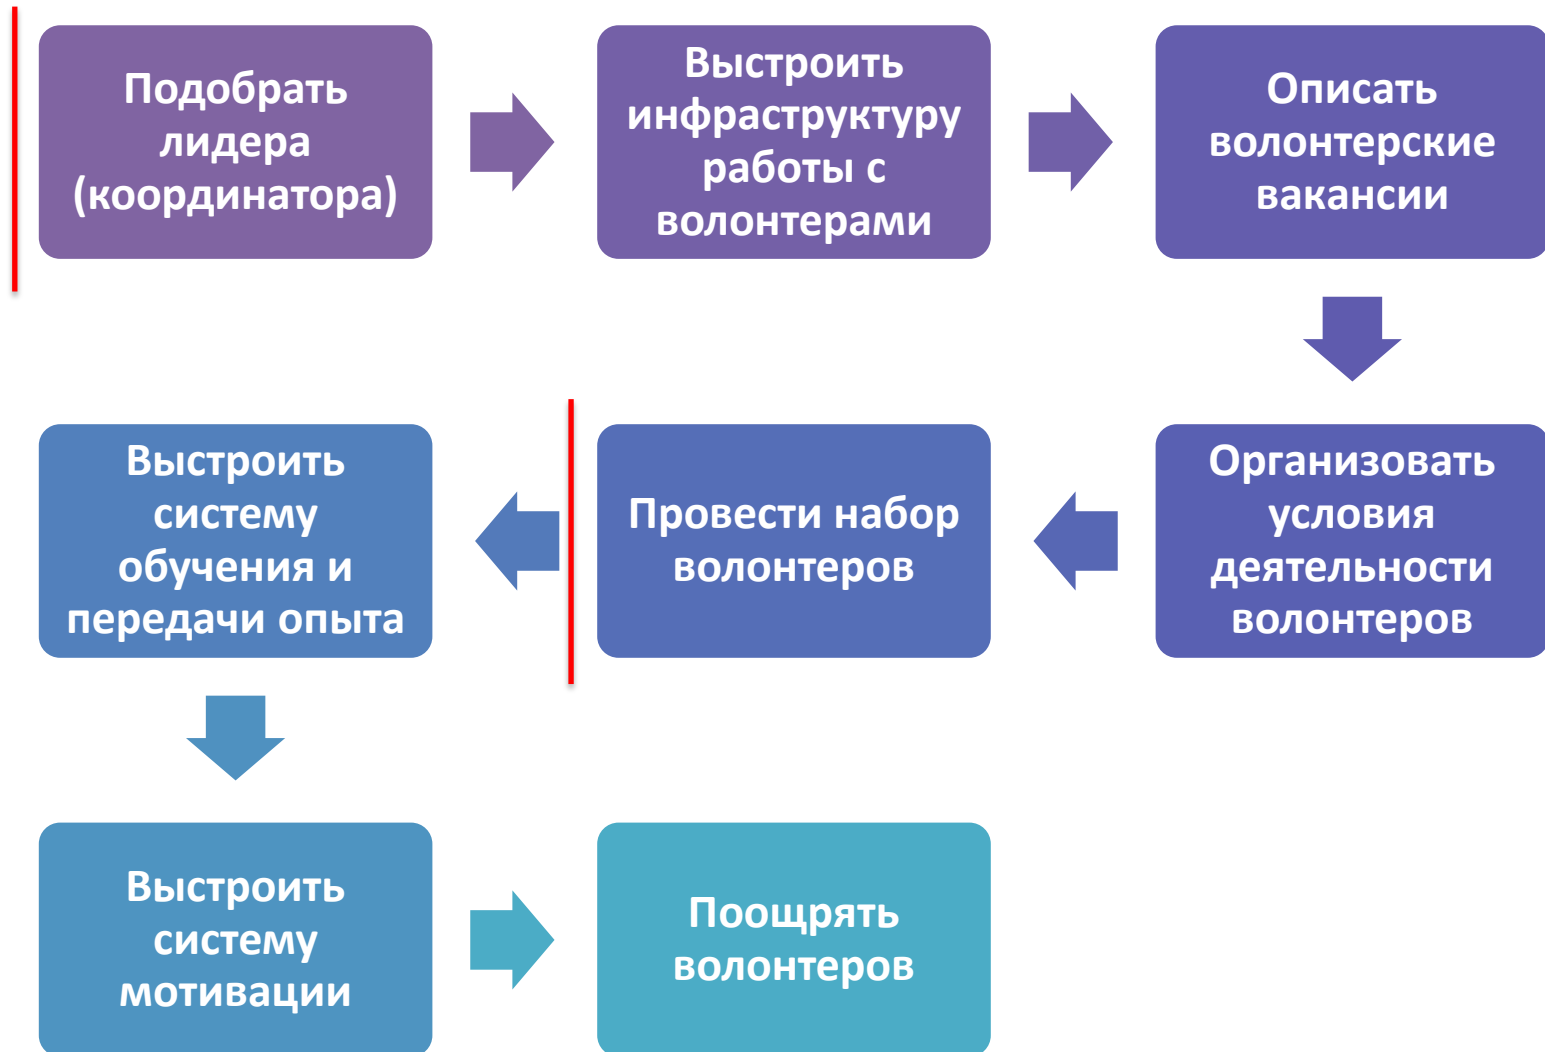 Подобрать
лидера
(координатора)
Выстроить
инфраструктуру
работы с
волонтерами
Описать
волонтерские
вакансии
Организовать
условия
деятельности
волонтеров
Провести набор
волонтеров
Выстроить
систему
обучения и
передачи опыта
Выстроить
систему
мотивации
Поощрять
волонтеров